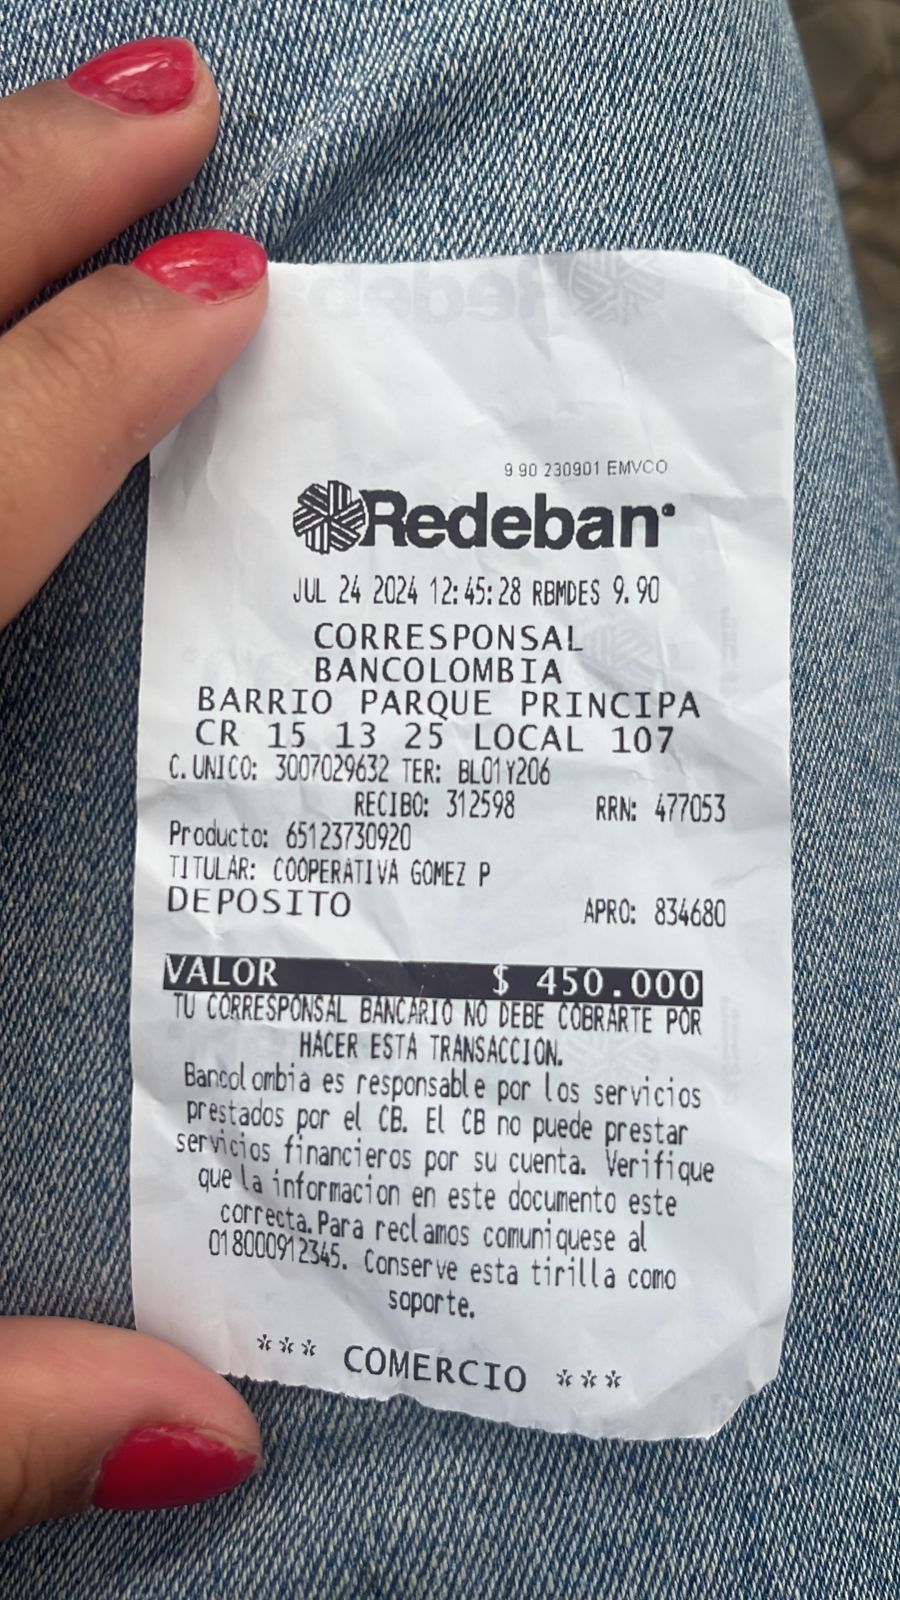 9.90 230901 EMVCO
Redeban
JUL 24 2024 12:45:28 RBMDES 9.90
CORRESPONSAL
BANCOLOMBIA
BARRIO PARQUE PRINCIPA
CR 15 13 25 LOCAL 107
C. UNICO: 3007029632 TER: BL01Y206
RECIBO: 312598 RRN: 477053
Producto: 65123730920
TITULAR: COOPERATIVA GOMEZ P
DEPOSITO APRO: 834680
VALOR $ 450.000
TU CORRESPONSAL BANCARIO NO DEBE COBRARTE POR
HACER ESTA TRANSACCION.
Bancolombia es responsable por los servicios
prestados por el CB. El CB no puede prestar
servicios financieros por su cuenta. Verifique
que la informacion en este documento este
correcta. Para reclamos comuniquese al
018000912345. Conserve esta tirilla como
soporte.
*** COMERCIO ***